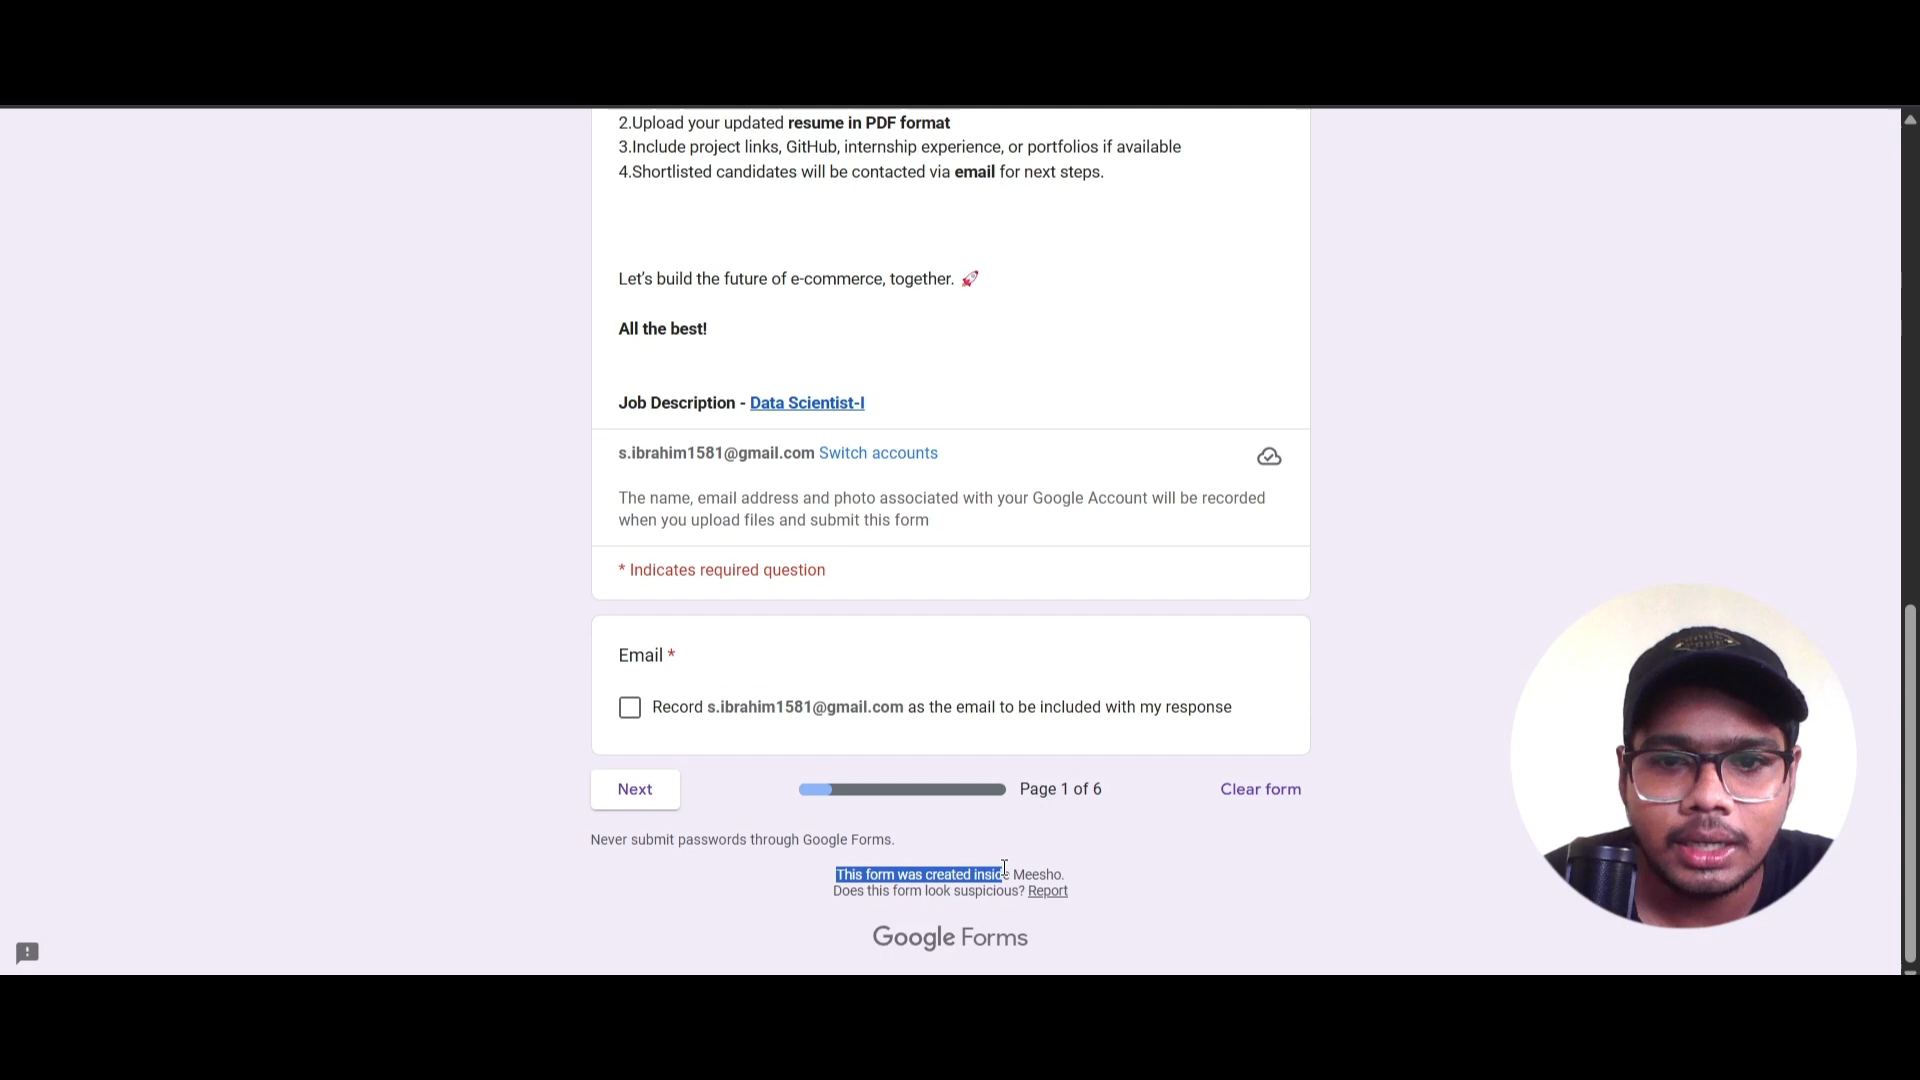 2.Upload your updated resume in PDF format
3.Include project links, GitHub, internship experience, or portfolios if available
4.Shortlisted candidates will be contacted via email for next steps.
Let's build the future of e-commerce, together. 🚀
All the best!
Job Description - Data Scientist-I
s.ibrahim1581@gmail.com Switch accounts
The name, email address and photo associated with your Google Account will be recorded
when you upload files and submit this form
* Indicates required question
Email *
Record s.ibrahim1581@gmail.com as the email to be included with my response
Next
Page 1 of 6
Clear form
Never submit passwords through Google Forms.
This form was created inside Meesho.
Does this form look suspicious? Report
Google Forms